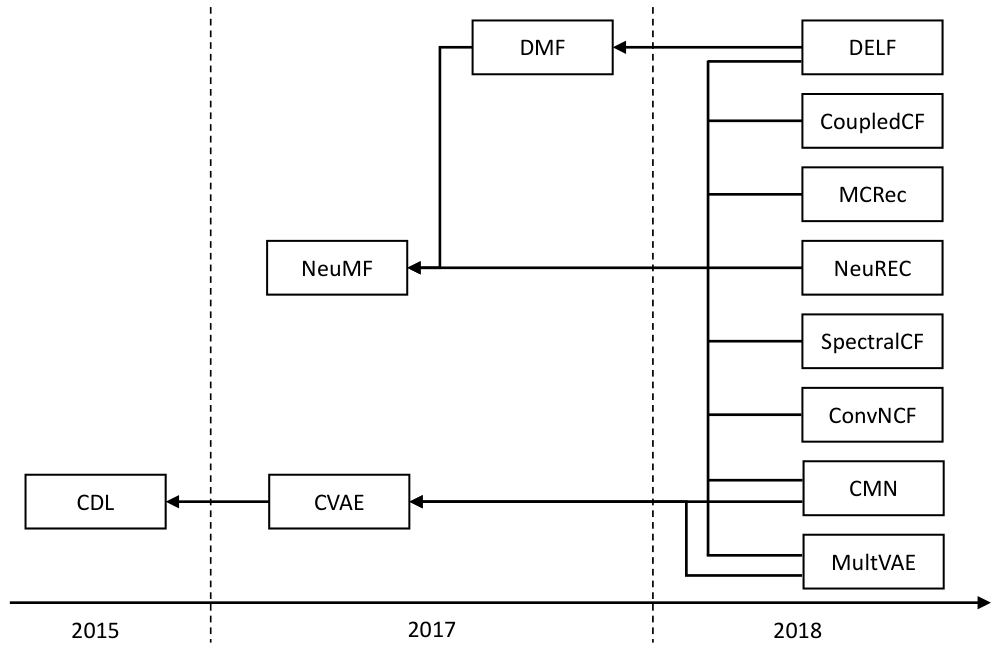 DMF
DELF
CoupledCF
MCRec
NeuMF
NeuREC
SpectralCF
ConvNCF
CDL
CVAE
CMN
MultVAE
2015
2017
2018